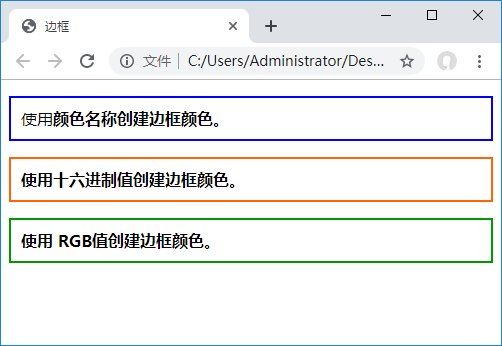 边框
文件 C:/Users/Administrator/Des...
使用颜色名称创建边框颜色。
使用十六进制值创建边框颜色。
使用 RGB值创建边框颜色。